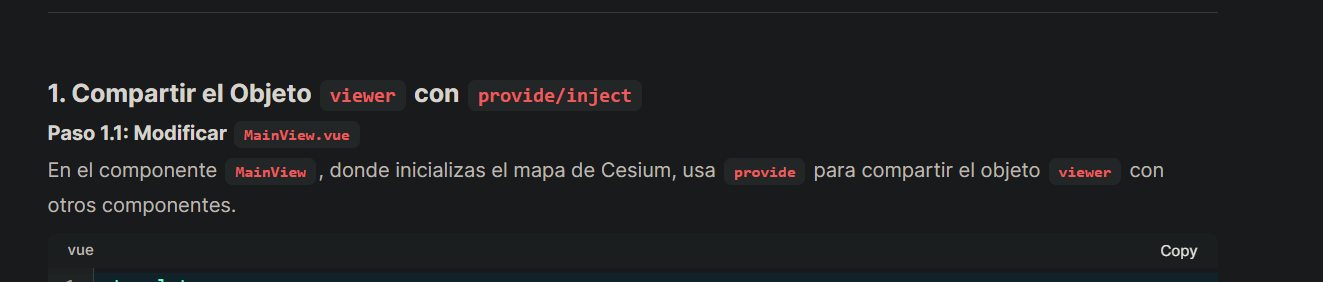 1. Compartir el Objeto viewer con provide/inject
Paso 1.1: Modificar MainView.vue
En el componente MainView, donde inicializas el mapa de Cesium, usa provide para compartir el objeto viewer con
otros componentes.
vue
Copy